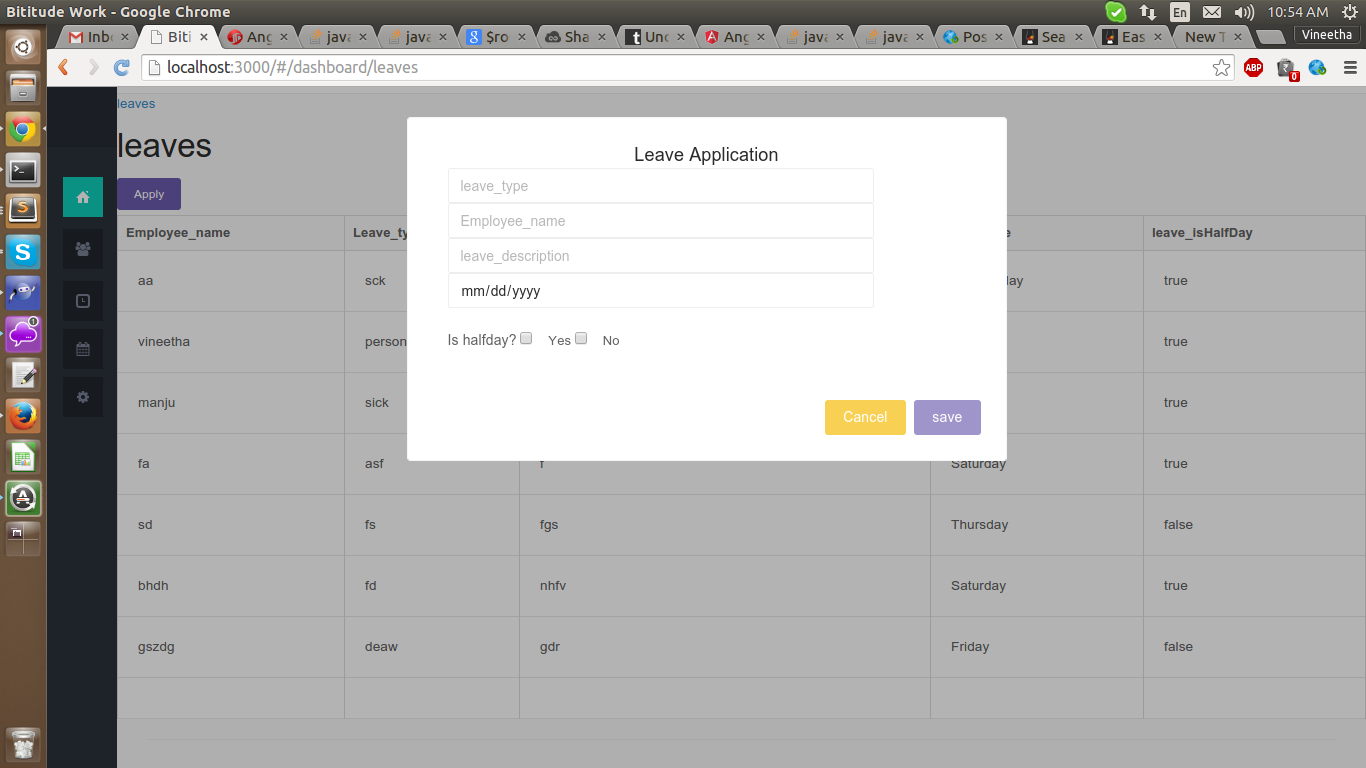 Bititude Work - Google Chrome
En
10:54 AM
Inb
Biti
Ang
java
java
$ro
Sha
Unc
Ang
java
java
Pos
Sea
Eas
New T
Vineetha
localhost:3000/#/dashboard/leaves
ABP
0
leaves
leaves
Apply
Leave Application
leave_type
Employee_name
leave_description
mm/dd/yyyy
Is halfday? Yes No
Cancel save
Employee_name Leave_ty e leave_isHalfDay
aa sck ay true
vineetha person true
manju sick true
fa asf f Saturday true
sd fs fgs Thursday false
bhdh fd nhfv Saturday true
gszdg deaw gdr Friday false